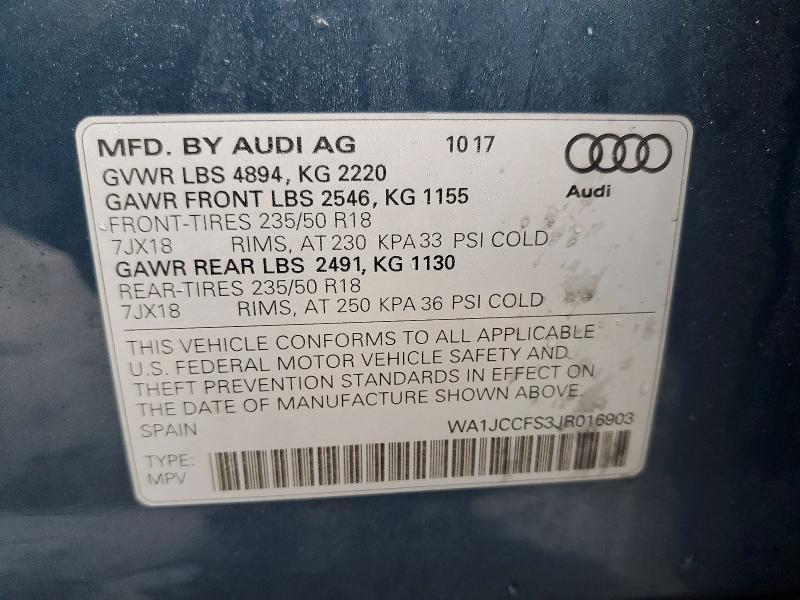 MFD. BY AUDI AG 10 17
Audi
GVWR LBS 4894, KG 2220
GAWR FRONT LBS 2546, KG 1155
FRONT-TIRES 235/50 R18
7JX18 RIMS, AT 230 KPA 33 PSI COLD
GAWR REAR LBS 2491, KG 1130
REAR-TIRES 235/50 R18
7JX18 RIMS, AT 250 KPA 36 PSI COLD
THIS VEHICLE CONFORMS TO ALL APPLICABLE
U.S. FEDERAL MOTOR VEHICLE SAFETY AND
THEFT PREVENTION STANDARDS IN EFFECT ON
THE DATE OF MANUFACTURE SHOWN ABOVE.
SPAIN WA1JCCFS3JR016903
TYPE:
MPV